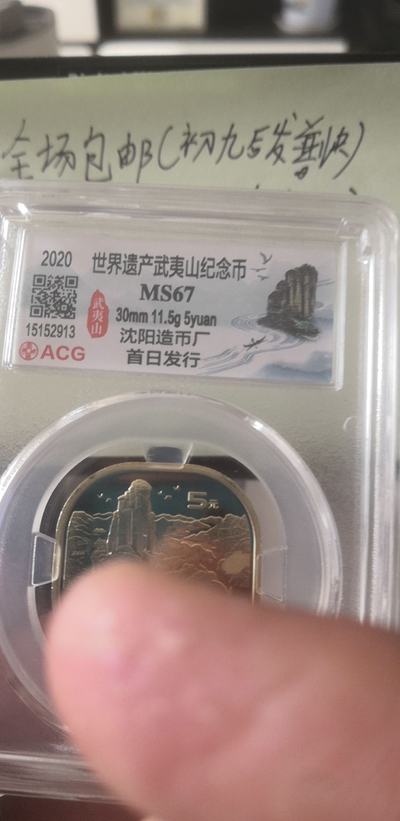 全场包邮(初九后发普快)
2020 世界遗产武夷山纪念币
MS67
武夷山
30mm 11.5g 5yuan
15152913
沈阳造币厂
ACG
首日发行
5元